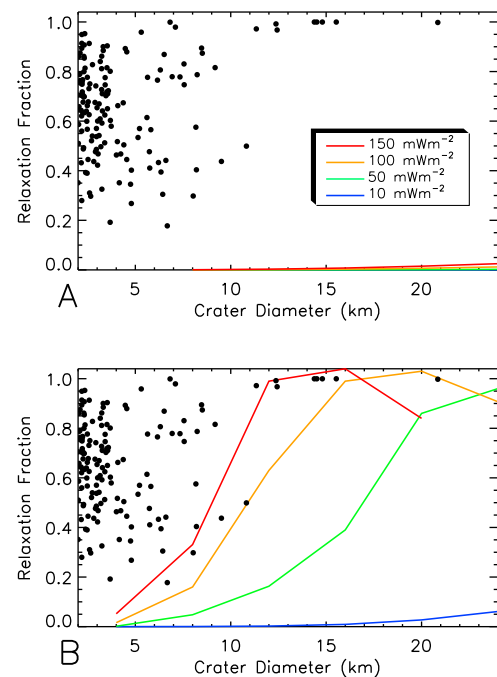 1.0
0.8
0.6
0.4
0.2
0.0
Relaxation Fraction
150 mWm⁻²
100 mWm⁻²
50 mWm⁻²
10 mWm⁻²
5 10 15 20
A
Crater Diameter (km)
1.0
0.8
0.6
0.4
0.2
0.0
Relaxation Fraction
5 10 15 20
B
Crater Diameter (km)